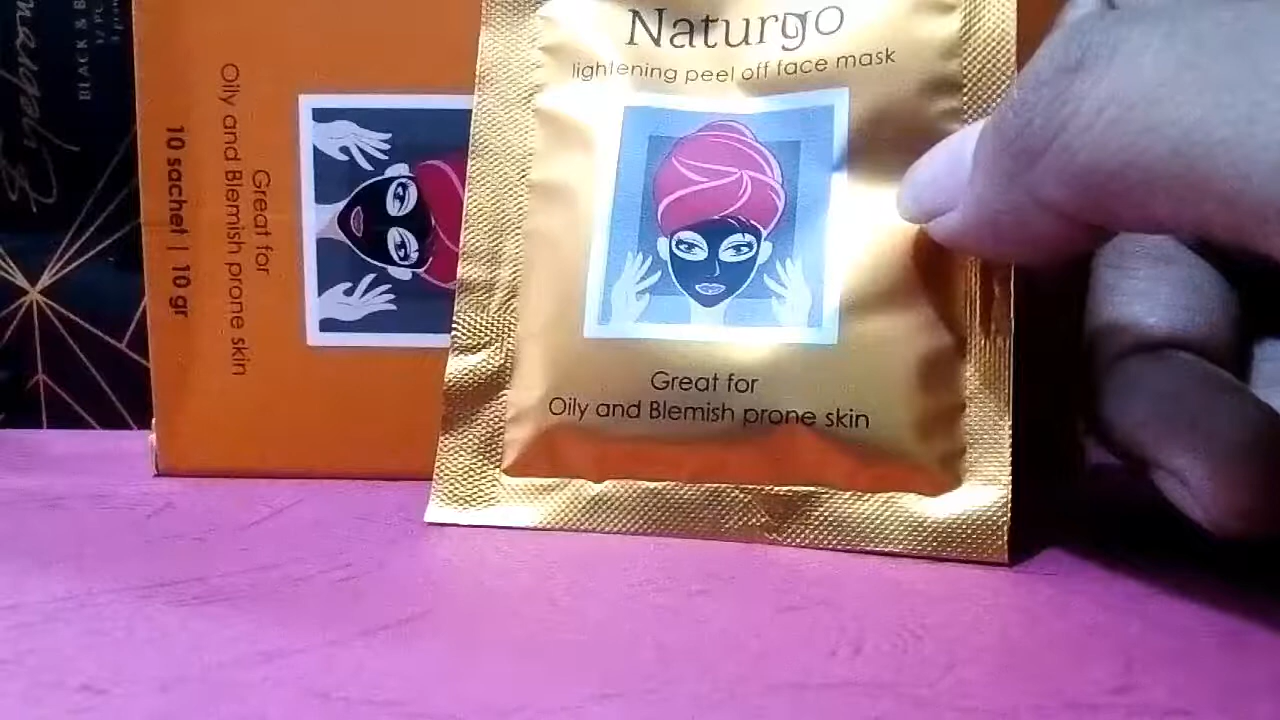 Naturgo
lightening peel off face mask
Great for
Oily and Blemish prone skin
Great for
Oily and Blemish prone skin
10 sachet | 10 gr
BLACK & B